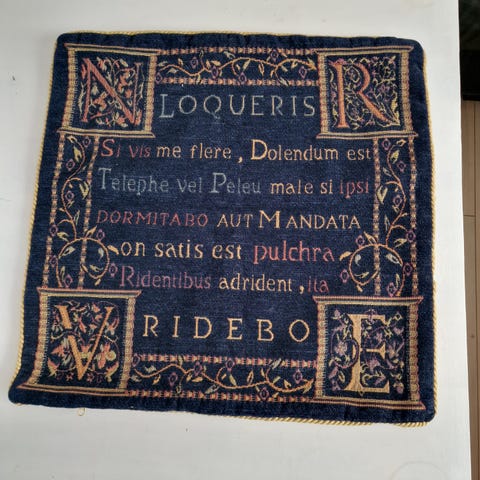 N LOQUERIS R
Si vis me flere, Dolendum est
Telephe vel Peleu male si ipsi
DORMITABO AUT MANDATA
on satis est pulchra
Ridentibus adrident, ita
V RIDEBO E